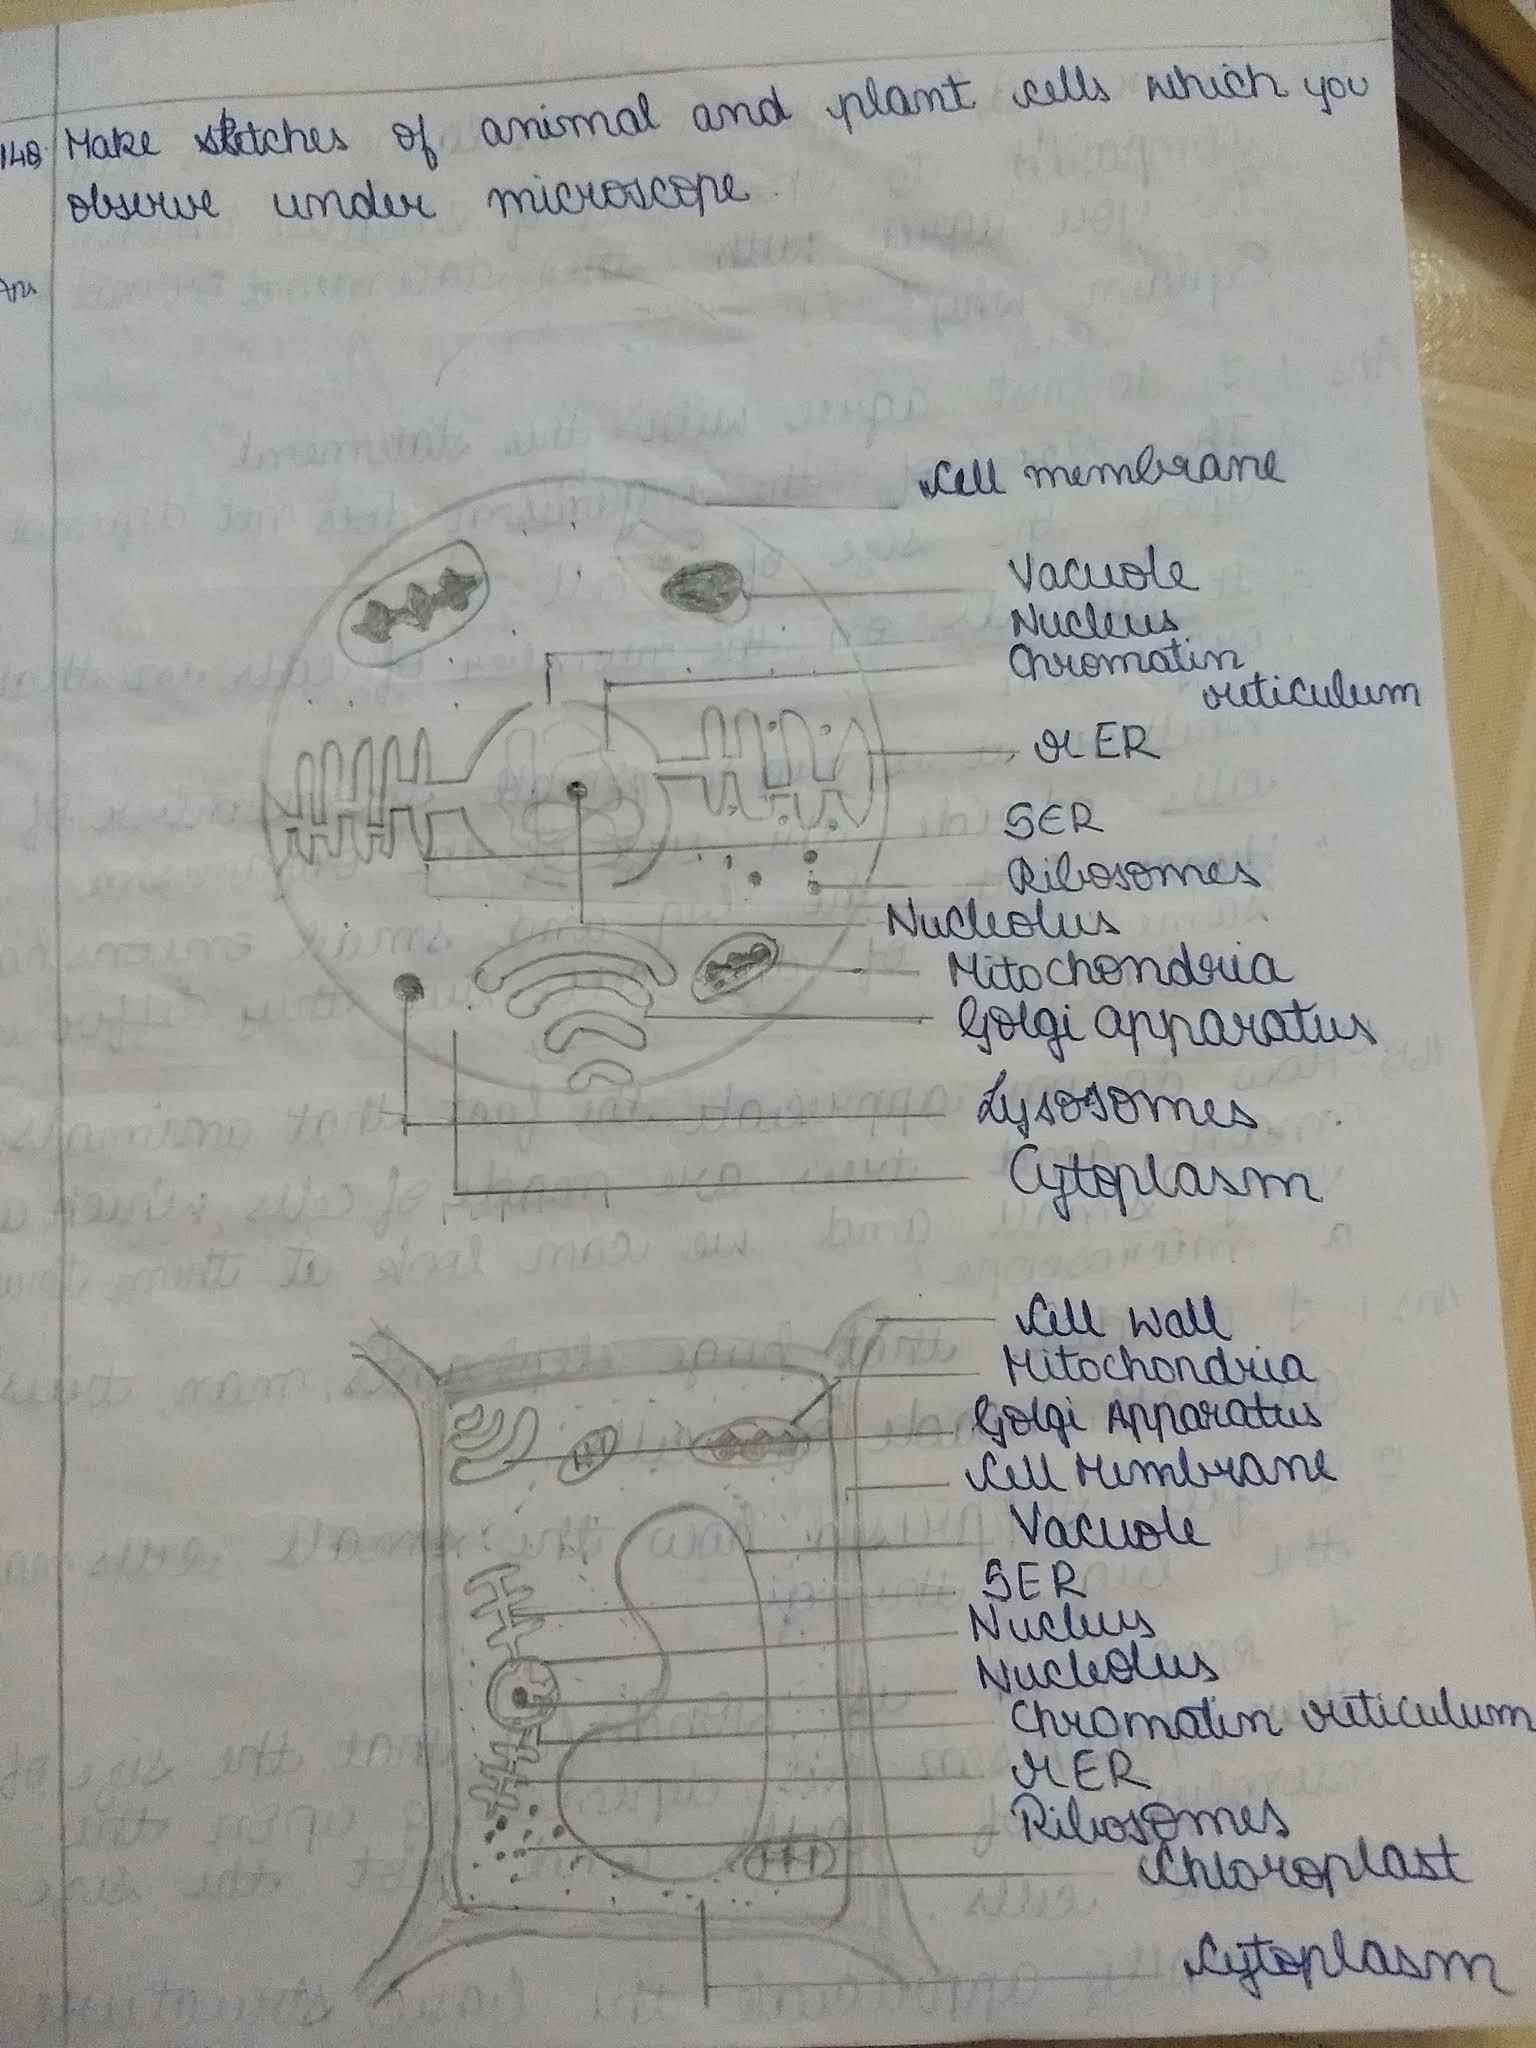 148 Make sketches of animal and plant cells which you
observe under microscope.
Ans
Cell membrane
Vacuole
Nucleus
Chromatin
reticulum
rER
SER
Ribosomes
Nucleolus
Mitochondria
Golgi apparatus
Lysosomes
Cytoplasm
Cell wall
Mitochondria
Golgi Apparatus
Cell Membrane
Vacuole
SER
Nucleus
Nucleolus
Chromatin reticulum
rER
Ribosomes
Chloroplast
Cytoplasm